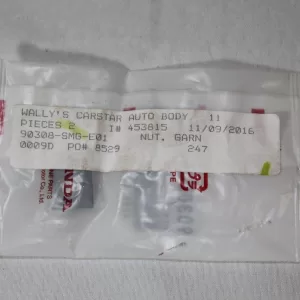 WALLY'S CARSTAR AUTO BODY, 11
PIECES 2 I# 453815 11/09/2016
90308-SMG-E01 NUT, GARN
0009D PO# 8529 247